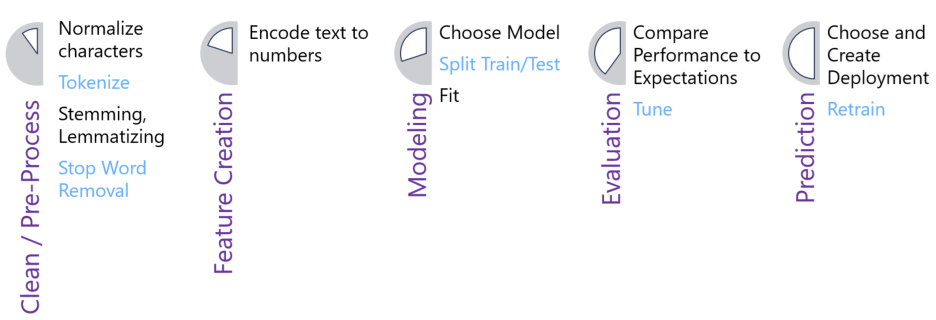 Clean / Pre-Process
Normalize
characters
Tokenize
Stemming,
Lemmatizing
Stop Word
Removal
Feature Creation
Encode text to
numbers
Modeling
Choose Model
Split Train/Test
Fit
Evaluation
Compare
Performance to
Expectations
Tune
Prediction
Choose and
Create
Deployment
Retrain